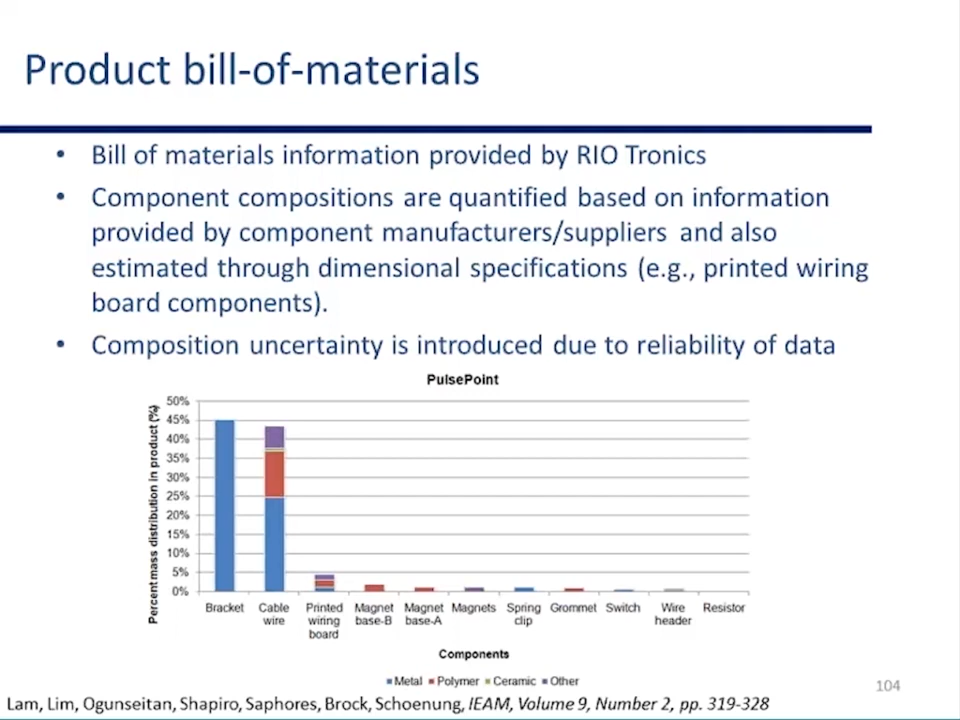 Product bill-of-materials
• Bill of materials information provided by RIO Tronics
• Component compositions are quantified based on information
provided by component manufacturers/suppliers and also
estimated through dimensional specifications (e.g., printed wiring
board components).
• Composition uncertainty is introduced due to reliability of data
PulsePoint
Percent mass distribution in product (%)
50%
45%
40%
35%
30%
25%
20%
15%
10%
5%
0%
Bracket Cable Printed Magnet Magnet Magnets Spring Grommet Switch Wire Resistor
wire wiring base-B base-A clip header
board
Components
Metal Polymer Ceramic Other
104
Lam, Lim, Ogunseitan, Shapiro, Saphores, Brock, Schoenung, IEAM, Volume 9, Number 2, pp. 319-328